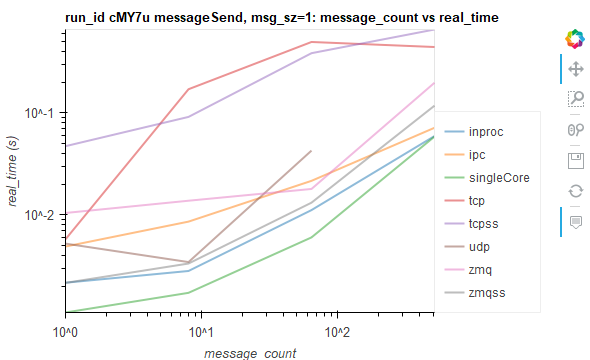 run_id cMY7u messageSend, msg_sz=1: message_count vs real_time
real_time (s)
10^-1
10^-2
10^0
10^1
10^2
message_count
inproc
ipc
singleCore
tcp
tcpss
udp
zmq
zmqss